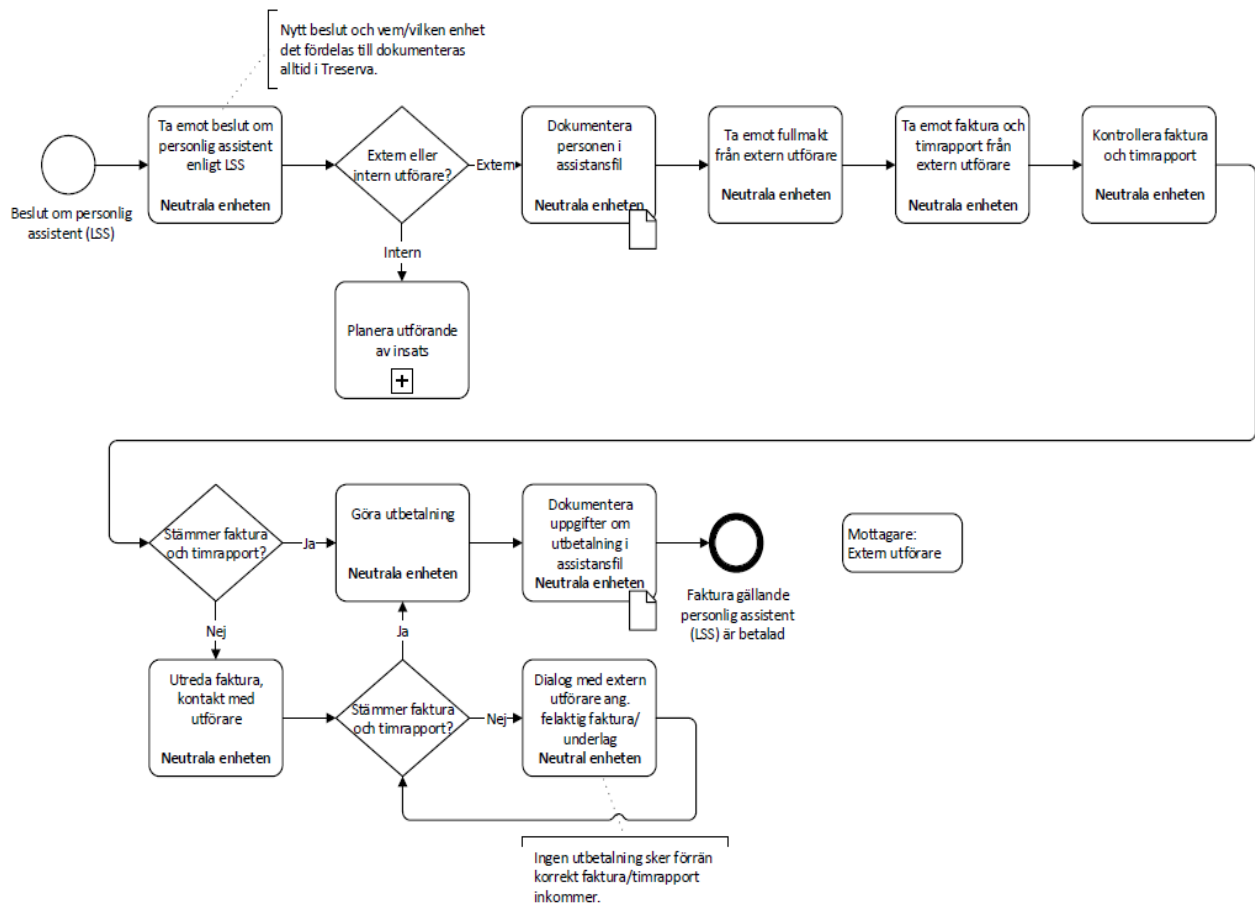 Nytt beslut och vem/vilken enhet
det fördelas till dokumenteras
alltid i Treserva.
Beslut om personlig
assistent (LSS)
Ta emot beslut om
personlig assistent
enligt LSS
Neutrala enheten
Extern eller
intern utförare?
Extern
Intern
Planera utförande
av insats
Dokumentera
personen i
assistansfil
Neutrala enheten
Ta emot fullmakt
från extern utförare
Neutrala enheten
Ta emot faktura och
timrapport från
extern utförare
Neutrala enheten
Kontrollera faktura
och timrapport
Neutrala enheten
Stämmer faktura
och timrapport?
Ja
Nej
Göra utbetalning
Neutrala enheten
Dokumentera
uppgifter om
utbetalning i
assistansfil
Neutrala enheten
Faktura gällande
personlig assistent
(LSS) är betalad
Mottagare:
Extern utförare
Utreda faktura,
kontakt med
utförare
Neutrala enheten
Stämmer faktura
och timrapport?
Ja
Nej
Dialog med extern
utförare ang.
felaktig faktura/
underlag
Neutral enheten
Ingen utbetalning sker förrän
korrekt faktura/timrapport
inkommer.